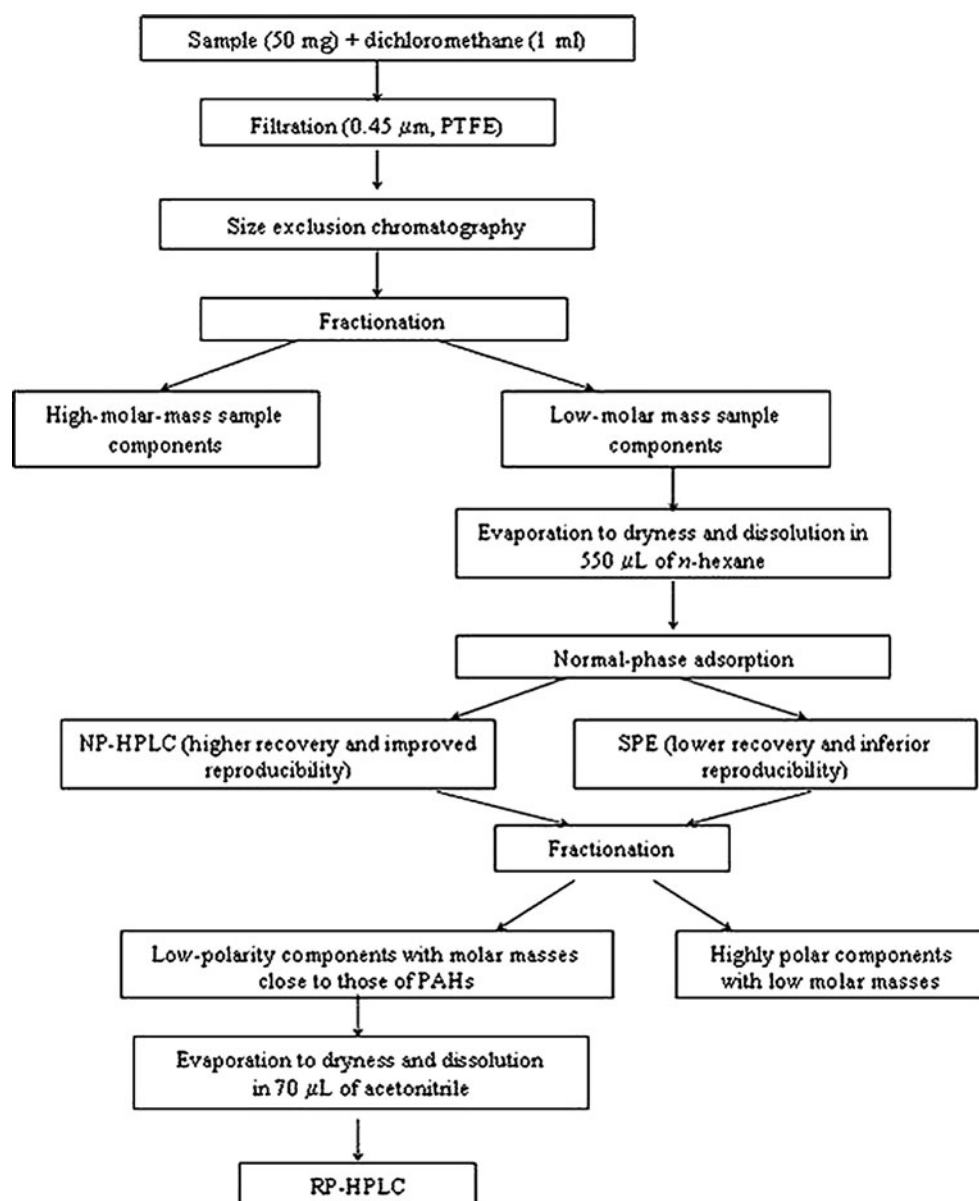 Sample (50 mg) + dichloromethane (1 ml)
Filtration (0.45 μm, PTFE)
Size exclusion chromatography
Fractionation
High-molar-mass sample
components
Low-molar mass sample
components
Evaporation to dryness and dissolution in
550 μL of n-hexane
Normal-phase adsorption
NP-HPLC (higher recovery and improved
reproducibility)
SPE (lower recovery and inferior
reproducibility)
Fractionation
Low-polarity components with molar masses
close to those of PAHs
Highly polar components
with low molar masses
Evaporation to dryness and dissolution
in 70 μL of acetonitrile
RP-HPLC